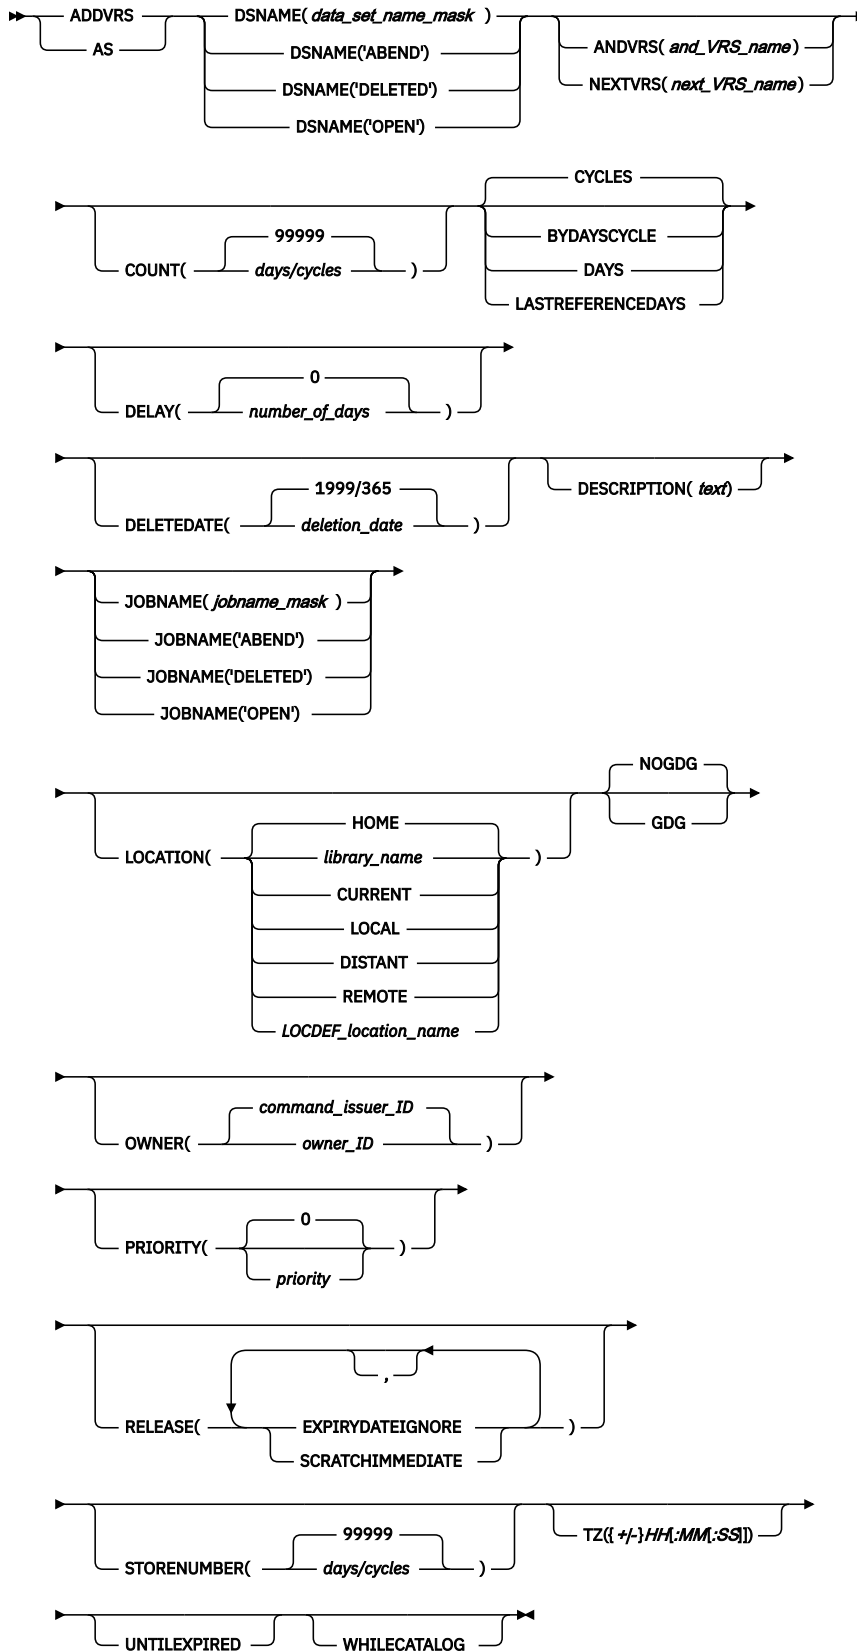 ADDVRS
AS
DSNAME( data_set_name_mask )
DSNAME('ABEND')
DSNAME('DELETED')
DSNAME('OPEN')
ANDVRS( and_VRS_name )
NEXTVRS( next_VRS_name )
COUNT(
99999
days/cycles
)
CYCLES
BYDAYSCYCLE
DAYS
LASTREFERENCEDAYS
DELAY(
0
number_of_days
)
DELETEDATE(
1999/365
deletion_date
)
DESCRIPTION( text)
JOBNAME( jobname_mask )
JOBNAME('ABEND')
JOBNAME('DELETED')
JOBNAME('OPEN')
LOCATION(
HOME
library_name
CURRENT
LOCAL
DISTANT
REMOTE
LOCDEF_location_name
)
NOGDG
GDG
OWNER(
command_issuer_ID
owner_ID
)
PRIORITY(
0
priority
)
RELEASE(
,
EXPIRYDATEIGNORE
SCRATCHIMMEDIATE
)
STORENUMBER(
99999
days/cycles
)
TZ({ +/-}HH[:MM[:SS]])
UNTILEXPIRED
WHILECATALOG